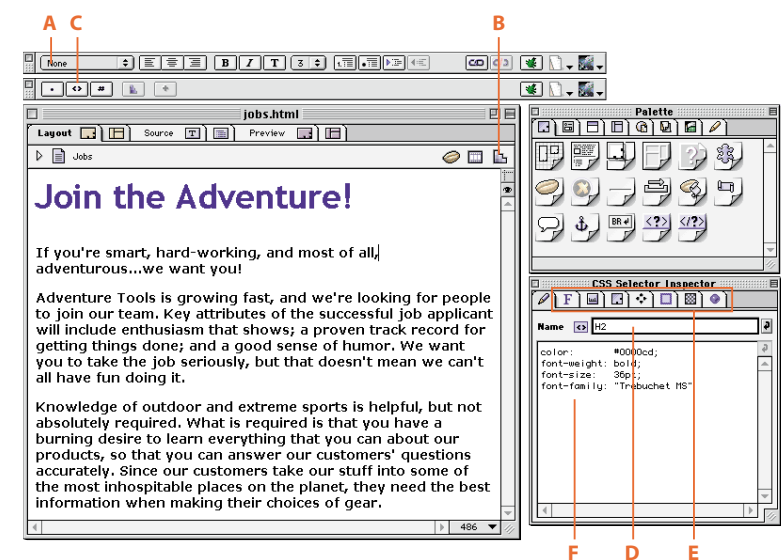 A C B
None B I T 3
#
jobs.html
Layout Source T Preview
Jobs
Join the Adventure!
If you're smart, hard-working, and most of all,
adventurous...we want you!
Adventure Tools is growing fast, and we're looking for people
to join our team. Key attributes of the successful job applicant
will include enthusiasm that shows; a proven track record for
getting things done; and a good sense of humor. We want
you to take the job seriously, but that doesn't mean we can't
all have fun doing it.
Knowledge of outdoor and extreme sports is helpful, but not
absolutely required. What is required is that you have a
burning desire to learn everything that you can about our
products, so that you can answer our customers' questions
accurately. Since our customers take our stuff into some of
the most inhospitable places on the planet, they need the best
information when making their choices of gear.
486
Palette
BR <?> </?>
CSS Selector Inspector
F
Name <> H2
color: #0000cd;
font-weight: bold;
font-size: 36px;
font-family: "Trebuchet MS"
F D E